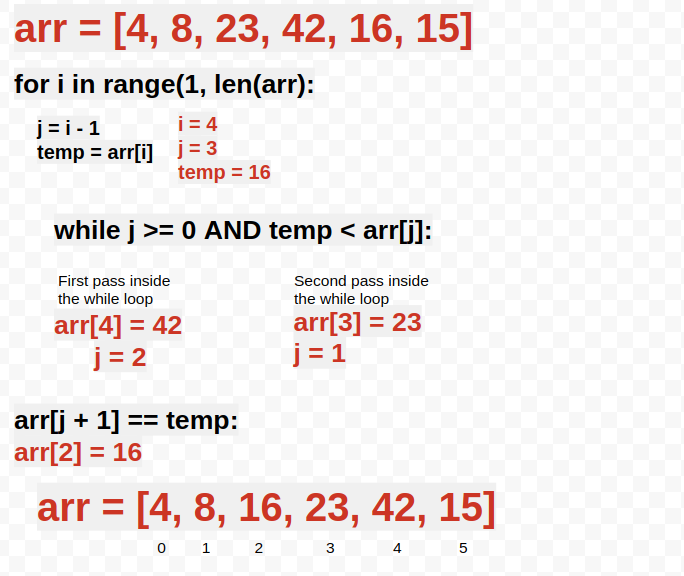 arr = [4, 8, 23, 42, 16, 15]
for i in range(1, len(arr):
j = i - 1
temp = arr[i]
i = 4
j = 3
temp = 16
while j >= 0 AND temp < arr[j]:
First pass inside
the while loop
arr[4] = 42
j = 2
Second pass inside
the while loop
arr[3] = 23
j = 1
arr[j + 1] == temp:
arr[2] = 16
arr = [4, 8, 16, 23, 42, 15]
0 1 2 3 4 5